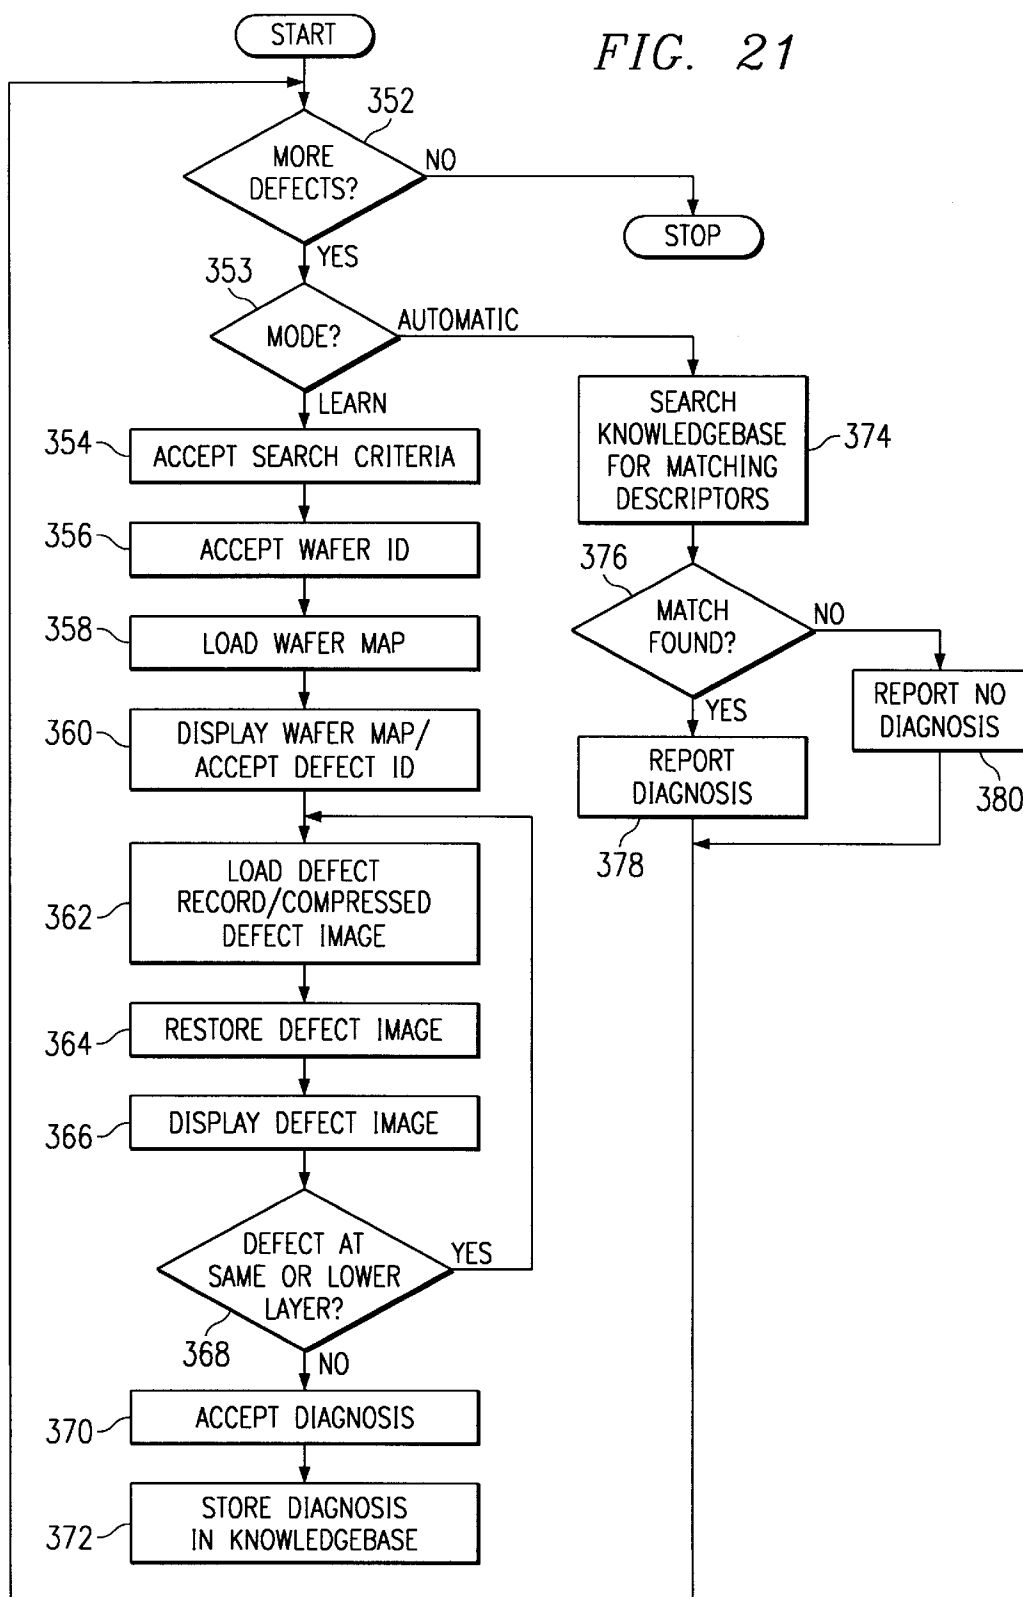 START
FIG. 21
352
MORE
DEFECTS?
NO
STOP
YES
353
MODE?
AUTOMATIC
LEARN
354
ACCEPT SEARCH CRITERIA
SEARCH
KNOWLEDGEBASE
FOR MATCHING
DESCRIPTORS
374
356
ACCEPT WAFER ID
376
MATCH
FOUND?
NO
YES
358
LOAD WAFER MAP
REPORT NO
DIAGNOSIS
380
360
DISPLAY WAFER MAP/
ACCEPT DEFECT ID
REPORT
DIAGNOSIS
378
362
LOAD DEFECT
RECORD/COMPRESSED
DEFECT IMAGE
364
RESTORE DEFECT IMAGE
366
DISPLAY DEFECT IMAGE
DEFECT AT
SAME OR LOWER
LAYER?
YES
368
NO
370
ACCEPT DIAGNOSIS
372
STORE DIAGNOSIS
IN KNOWLEDGEBASE